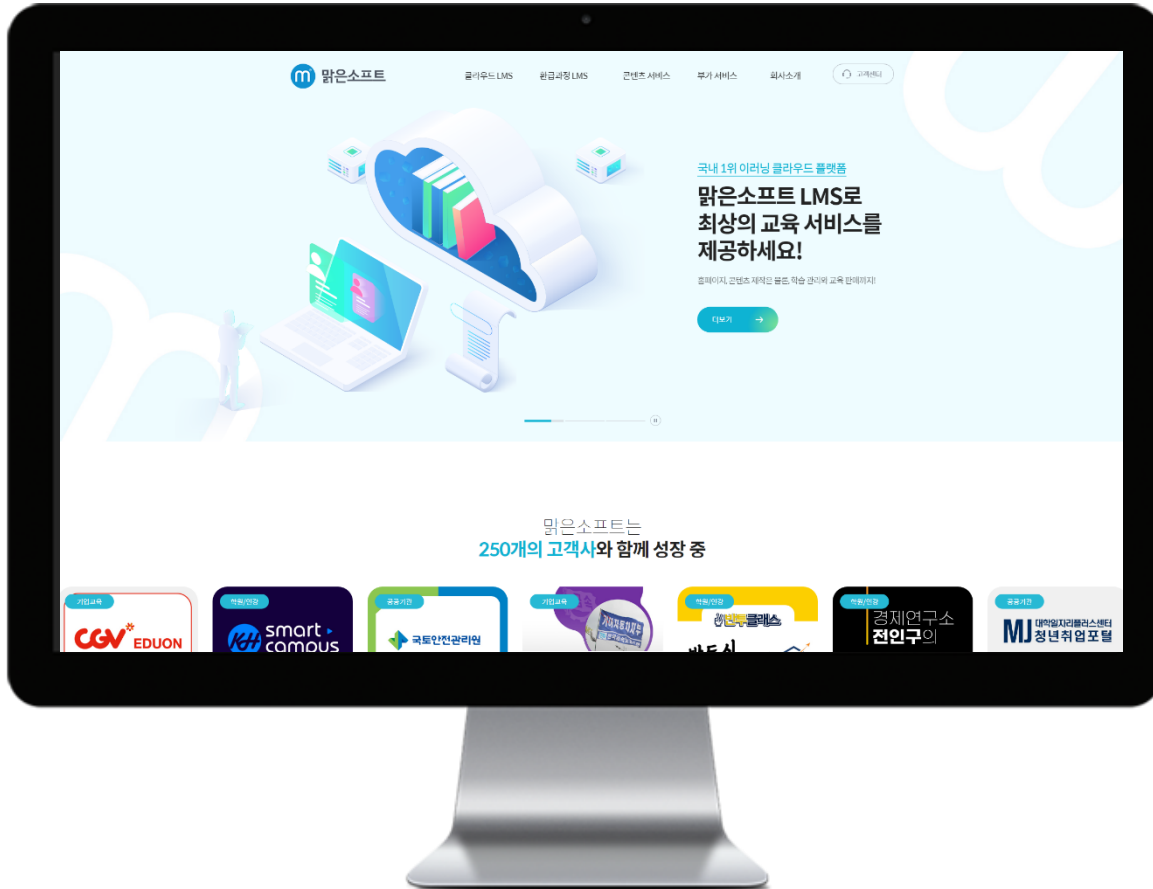 맑은소프트
클라우드 LMS 환급과정 LMS 콘텐츠 서비스 부가 서비스 회사소개 고객센터
국내 1위 이러닝 클라우드 플랫폼
맑은소프트 LMS로
최상의 교육 서비스를
제공하세요!
홈페이지, 콘텐츠 제작은 물론, 학습 관리와 교육 판매까지!
더보기
맑은소프트는
250개의 고객사와 함께 성장 중
기업교육
CGV EDUON
학원/인강
KH smart campus
공공기관
국토안전관리원
기업교육
학원/인강
학원/인강
경제연구소
전인구의
공공기관
MJ 대학일자리플러스센터
청년취업포털